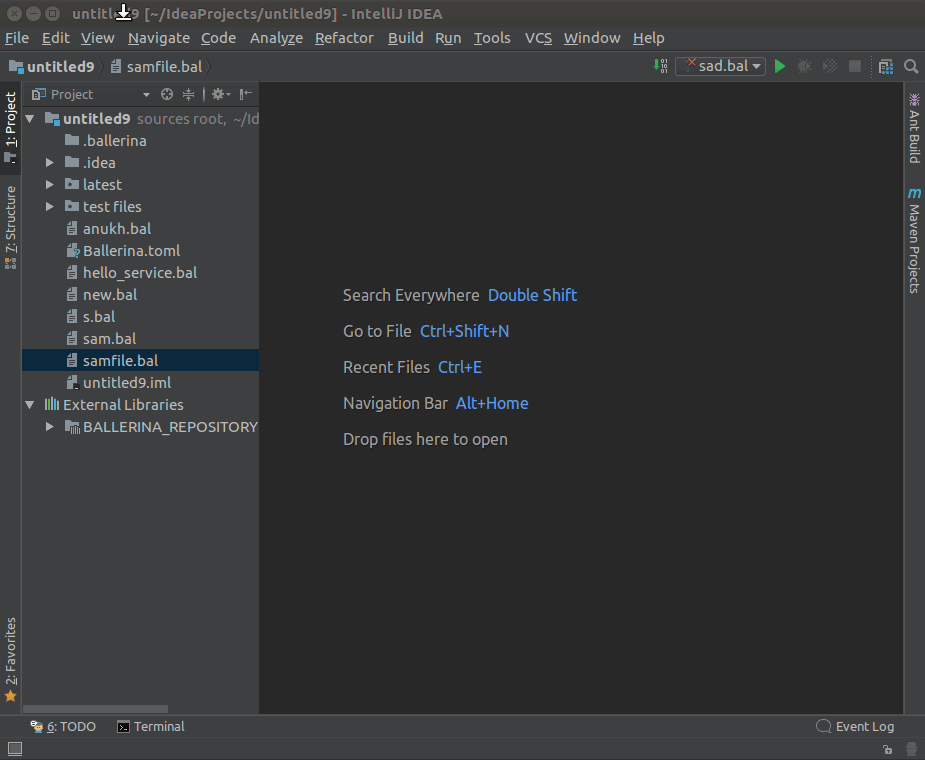 untitled9 [~/IdeaProjects/untitled9] - IntelliJ IDEA
File Edit View Navigate Code Analyze Refactor Build Run Tools VCS Window Help
untitled9 samfile.bal sad.bal
Project
1: Project
7: Structure
2: Favorites
untitled9 sources root, ~/Id
.ballerina
.idea
latest
test files
anukh.bal
Ballerina.toml
hello_service.bal
new.bal
s.bal
sam.bal
samfile.bal
untitled9.iml
External Libraries
BALLERINA_REPOSITORY
Search Everywhere Double Shift
Go to File Ctrl+Shift+N
Recent Files Ctrl+E
Navigation Bar Alt+Home
Drop files here to open
Ant Build
Maven Projects
6: TODO Terminal Event Log